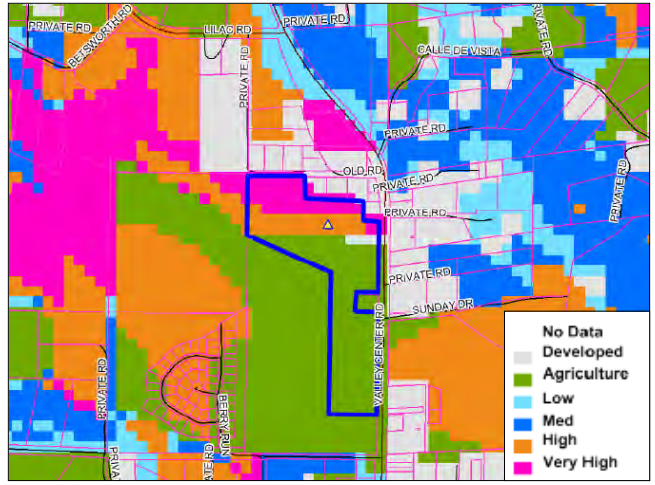 PRIVATE RD
LILAC RD
PRIVATE RD
PRIVATE RD
BETSWORTH RD
PRIVATE RD
CALLE DE VISTA
PRIVATE RD
OLD RD
PRIVATE RD
PRIVATE RD
PRIVATE RD
PRIVATE RD
SUNDAY DR
VALLEY CENTER RD
PRIVATE RD
BERRY RUN
PRIVA
ATE RD
No Data
Developed
Agriculture
Low
Med
High
Very High